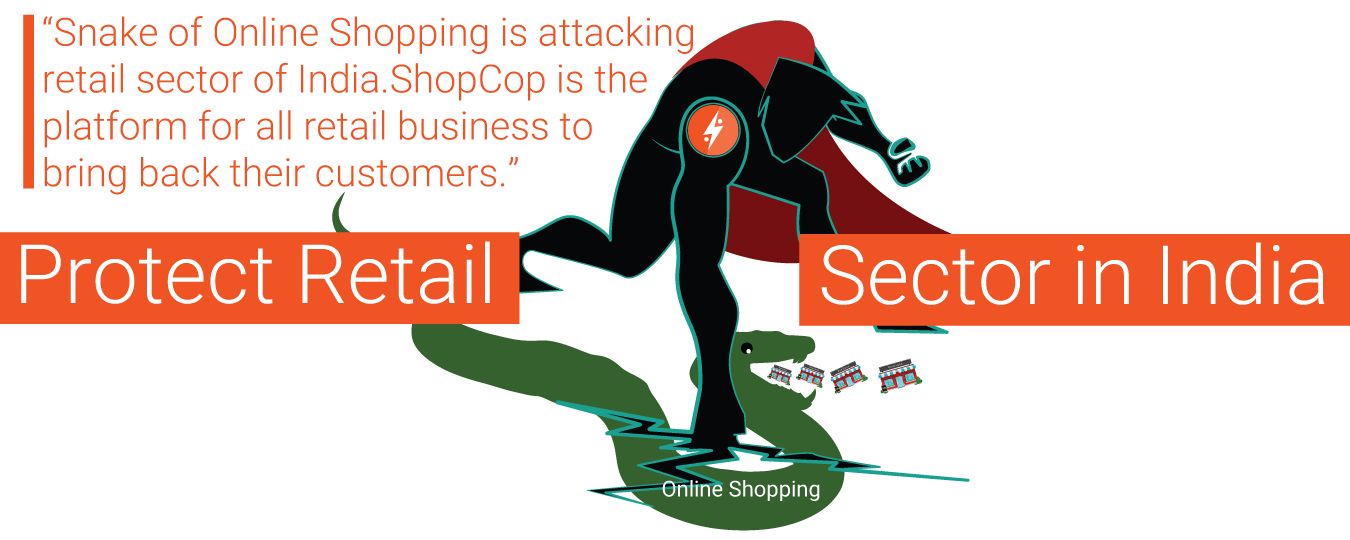 “Snake of Online Shopping is attacking
retail sector of India.ShopCop is the
platform for all retail business to
bring back their customers.”
Protect Retail Sector in India
Online Shopping